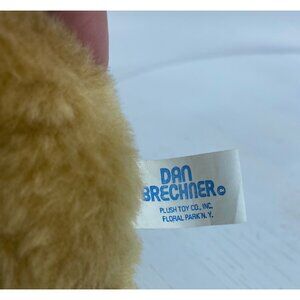 DAN
BRECHNER©
PLUSH TOY CO., INC.
FLORAL PARK N. Y.